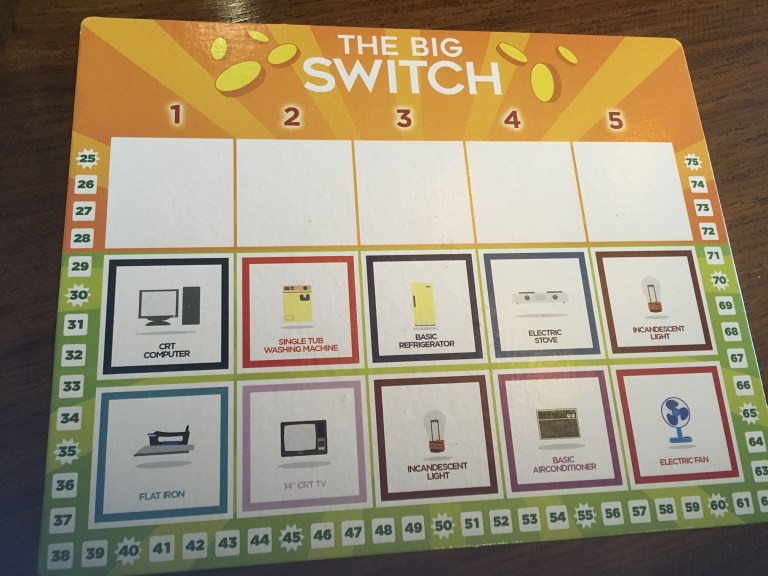 THE BIG
SWITCH
1 2 3 4 5
25 75
26 74
27 73
28 72
29 71
30 70
31 69
32 68
33 67
34 66
35 65
36 64
37 63
CRT
COMPUTER
SINGLE TUB
WASHING MACHINE
BASIC
REFRIGERATOR
ELECTRIC
STOVE
INCANDESCENT
LIGHT
FLAT IRON
14" CRT TV
INCANDESCENT
LIGHT
BASIC
AIRCONDITIONER
ELECTRIC FAN
38 39 40 41 42 43 44 45 46 47 48 49 50 51 52 53 54 55 56 57 58 59 60 61